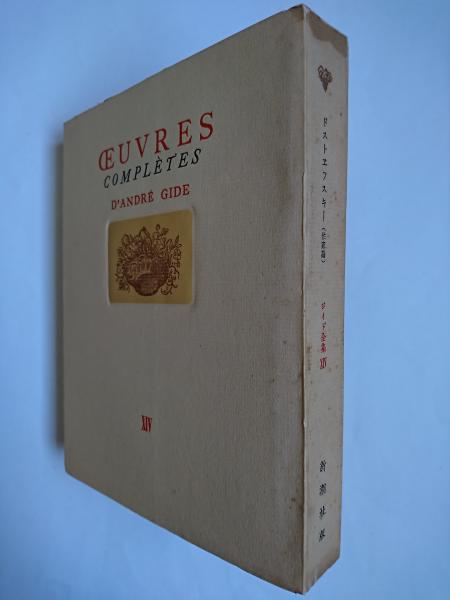 ŒUVRES
COMPLÈTES
D'ANDRÉ GIDE
XIV
ドストエフスキー
ジイド全集 XIV
新潮社版